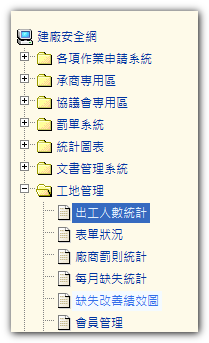 建廠安全網
各項作業申請系統
承商專用區
協議會專用區
罰單系統
統計圖表
文書管理系統
工地管理
出工人數統計
表單狀況
廠商罰則統計
每月缺失統計
缺失改善績效圖
會員管理